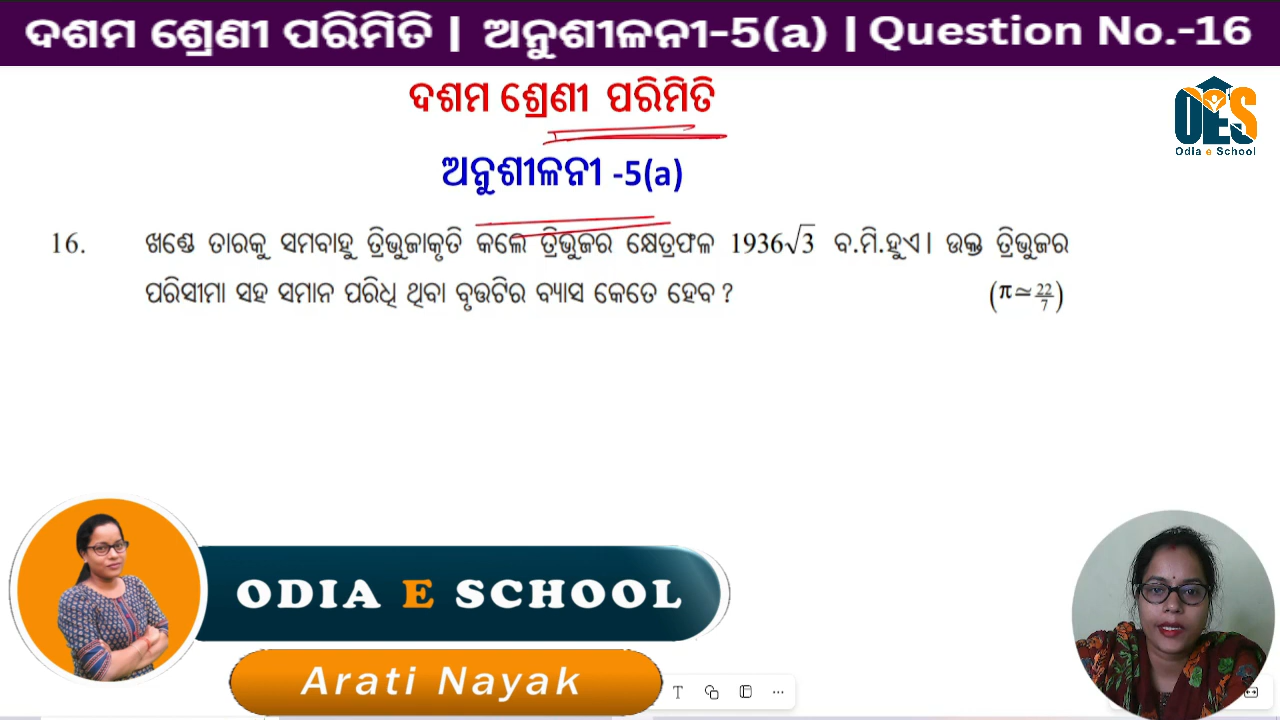 ଦଶମ ଶ୍ରେଣୀ ପରିମିତି | ଅନୁଶୀଳନୀ-5(a) | Question No.-16
ଦଶମ ଶ୍ରେଣୀ ପରିମିତି
OES
Odia e School
ଅନୁଶୀଳନୀ -5(a)
16. ଖଣ୍ଡେ ତାରକୁ ସମବାହୁ ତ୍ରିଭୁଜାକୃତି କଲେ ତ୍ରିଭୁଜର କ୍ଷେତ୍ରଫଳ 1936√3 ବ.ମି.ହୁଏ। ଉକ୍ତ ତ୍ରିଭୁଜର
ପରିସୀମା ସହ ସମାନ ପରିଧି ଥିବା ବୃତ୍ତଟିର ବ୍ୟାସ କେତେ ହେବ ? (π≃22/7)
ODIA E SCHOOL
Arati Nayak
T